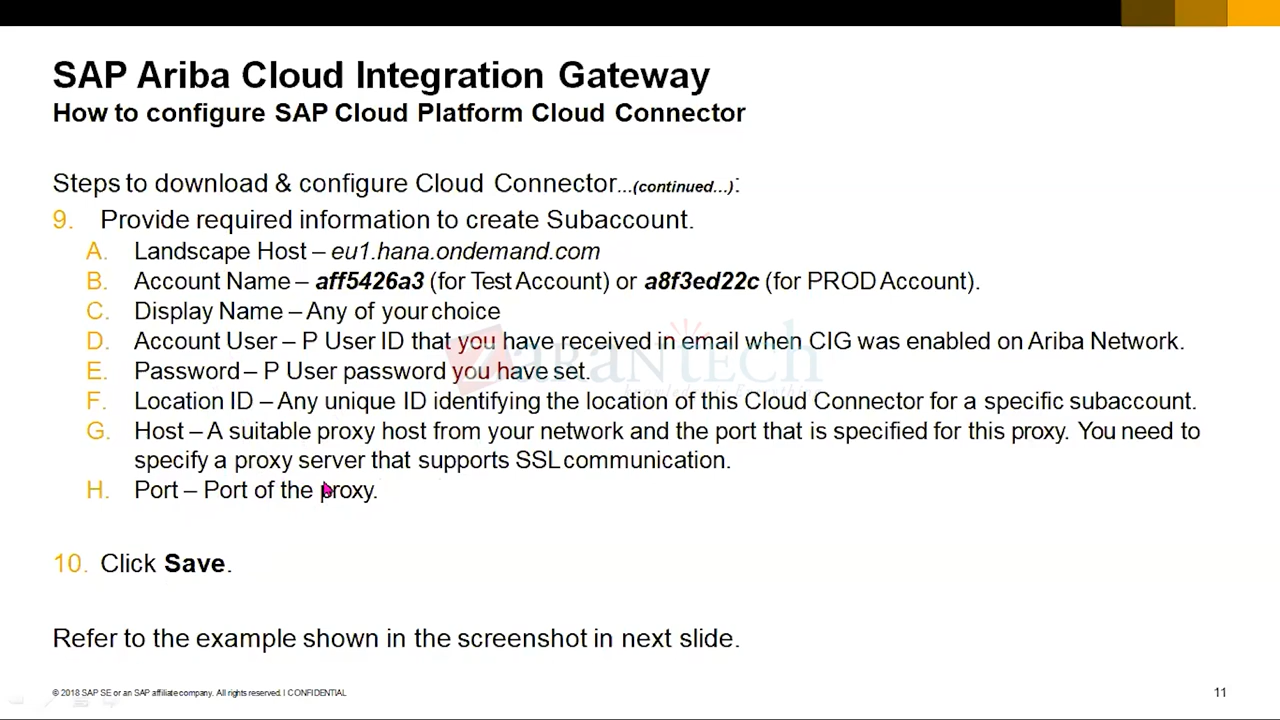 SAP Ariba Cloud Integration Gateway
How to configure SAP Cloud Platform Cloud Connector
Steps to download & configure Cloud Connector...(continued...):
9. Provide required information to create Subaccount.
A. Landscape Host – eu1.hana.ondemand.com
B. Account Name – aff5426a3 (for Test Account) or a8f3ed22c (for PROD Account).
C. Display Name – Any of your choice
D. Account User – P User ID that you have received in email when CIG was enabled on Ariba Network.
E. Password – P User password you have set.
F. Location ID – Any unique ID identifying the location of this Cloud Connector for a specific subaccount.
G. Host – A suitable proxy host from your network and the port that is specified for this proxy. You need to
specify a proxy server that supports SSL communication.
H. Port – Port of the proxy.
10. Click Save.
Refer to the example shown in the screenshot in next slide.
© 2018 SAP SE or an SAP affiliate company. All rights reserved. I CONFIDENTIAL
11